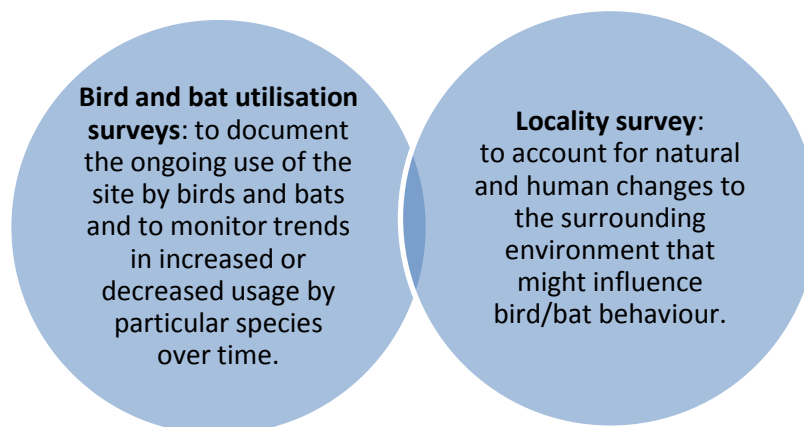 Bird and bat utilisation
surveys: to document
the ongoing use of the
site by birds and bats
and to monitor trends
in increased or
decreased usage by
particular species
over time.
Locality survey:
to account for natural
and human changes to
the surrounding
environment that
might influence
bird/bat behaviour.